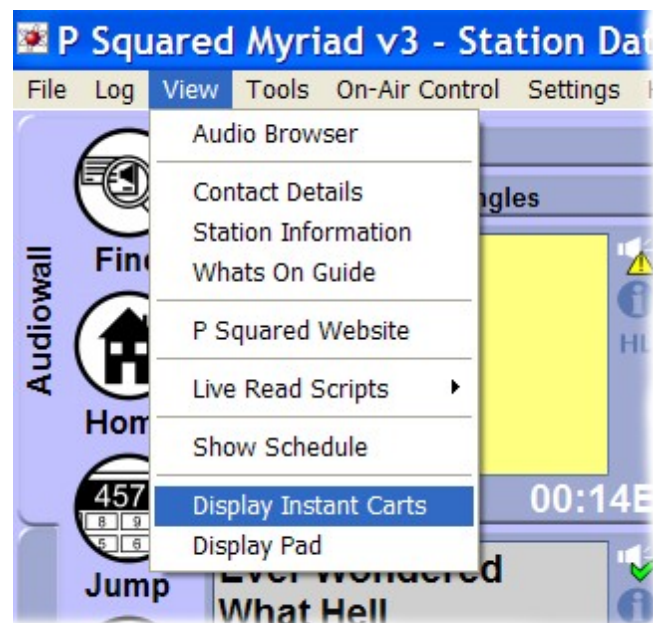 P Squared Myriad v3 - Station Dat
File Log View Tools On-Air Control Settings
Audio Browser
Contact Details
Station Information
Whats On Guide
P Squared Website
Live Read Scripts
Show Schedule
Display Instant Carts
Display Pad
Audiowall
Find
Home
457
8 9
5 6
Jump
ngles
HL
00:14E
Ever Wondered
What Hell